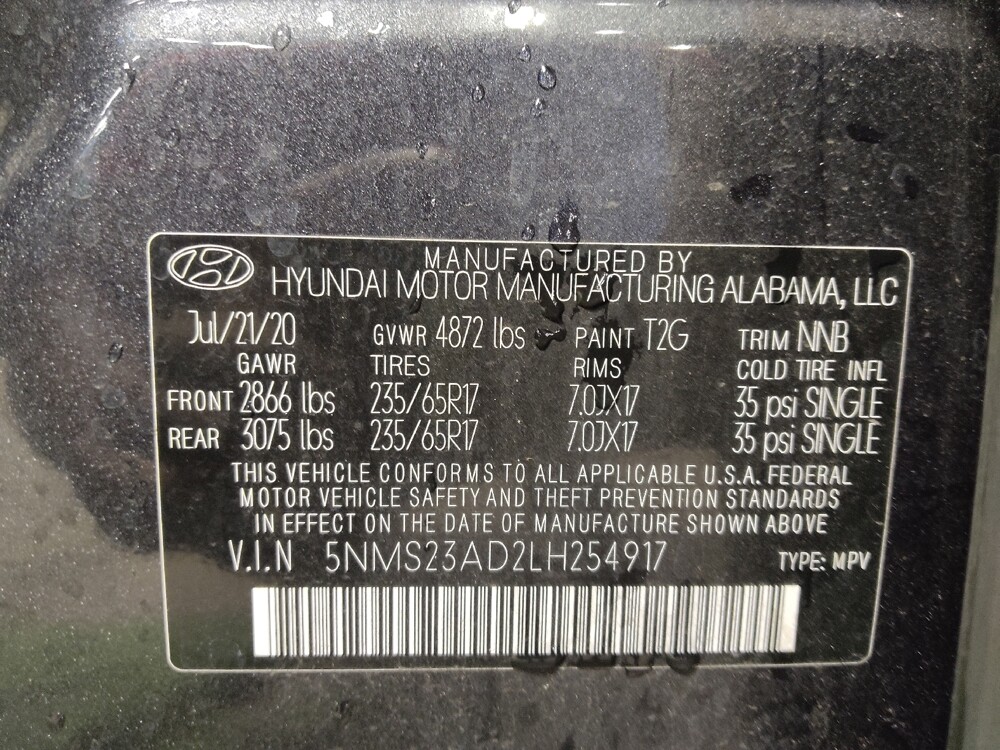 MANUFACTURED BY
HYUNDAI MOTOR MANUFACTURING ALABAMA, LLC
Jul/21/20 GVWR 4872 lbs PAINT T2G TRIM NNB
GAWR TIRES RIMS COLD TIRE INFL
FRONT 2866 lbs 235/65R17 7.0JX17 35 psi SINGLE
REAR 3075 lbs 235/65R17 7.0JX17 35 psi SINGLE
THIS VEHICLE CONFORMS TO ALL APPLICABLE U.S.A. FEDERAL
MOTOR VEHICLE SAFETY AND THEFT PREVENTION STANDARDS
IN EFFECT ON THE DATE OF MANUFACTURE SHOWN ABOVE
V.I.N 5NMS23AD2LH254917 TYPE: MPV